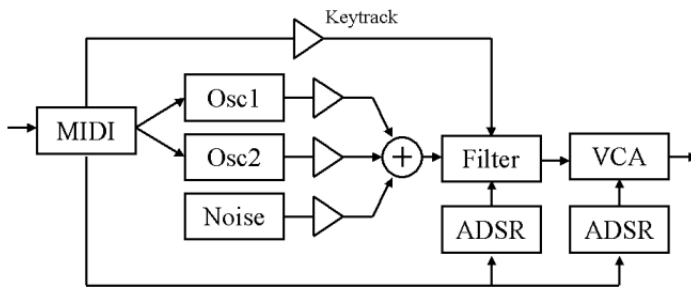 Keytrack
Osc1
MIDI
Osc2
+
Filter
VCA
Noise
ADSR
ADSR